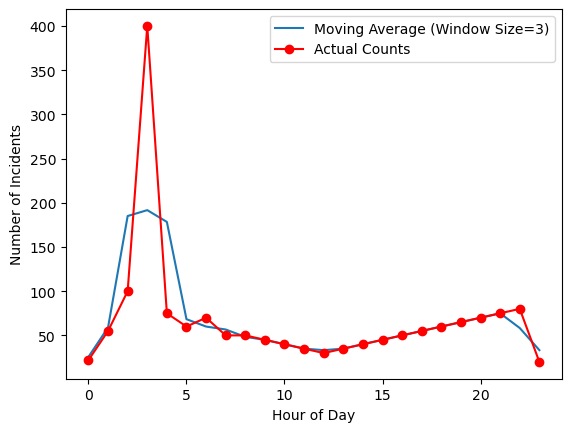 Moving Average (Window Size=3)
Actual Counts
400
350
300
250
200
150
100
50
Number of Incidents
0 5 10 15 20
Hour of Day